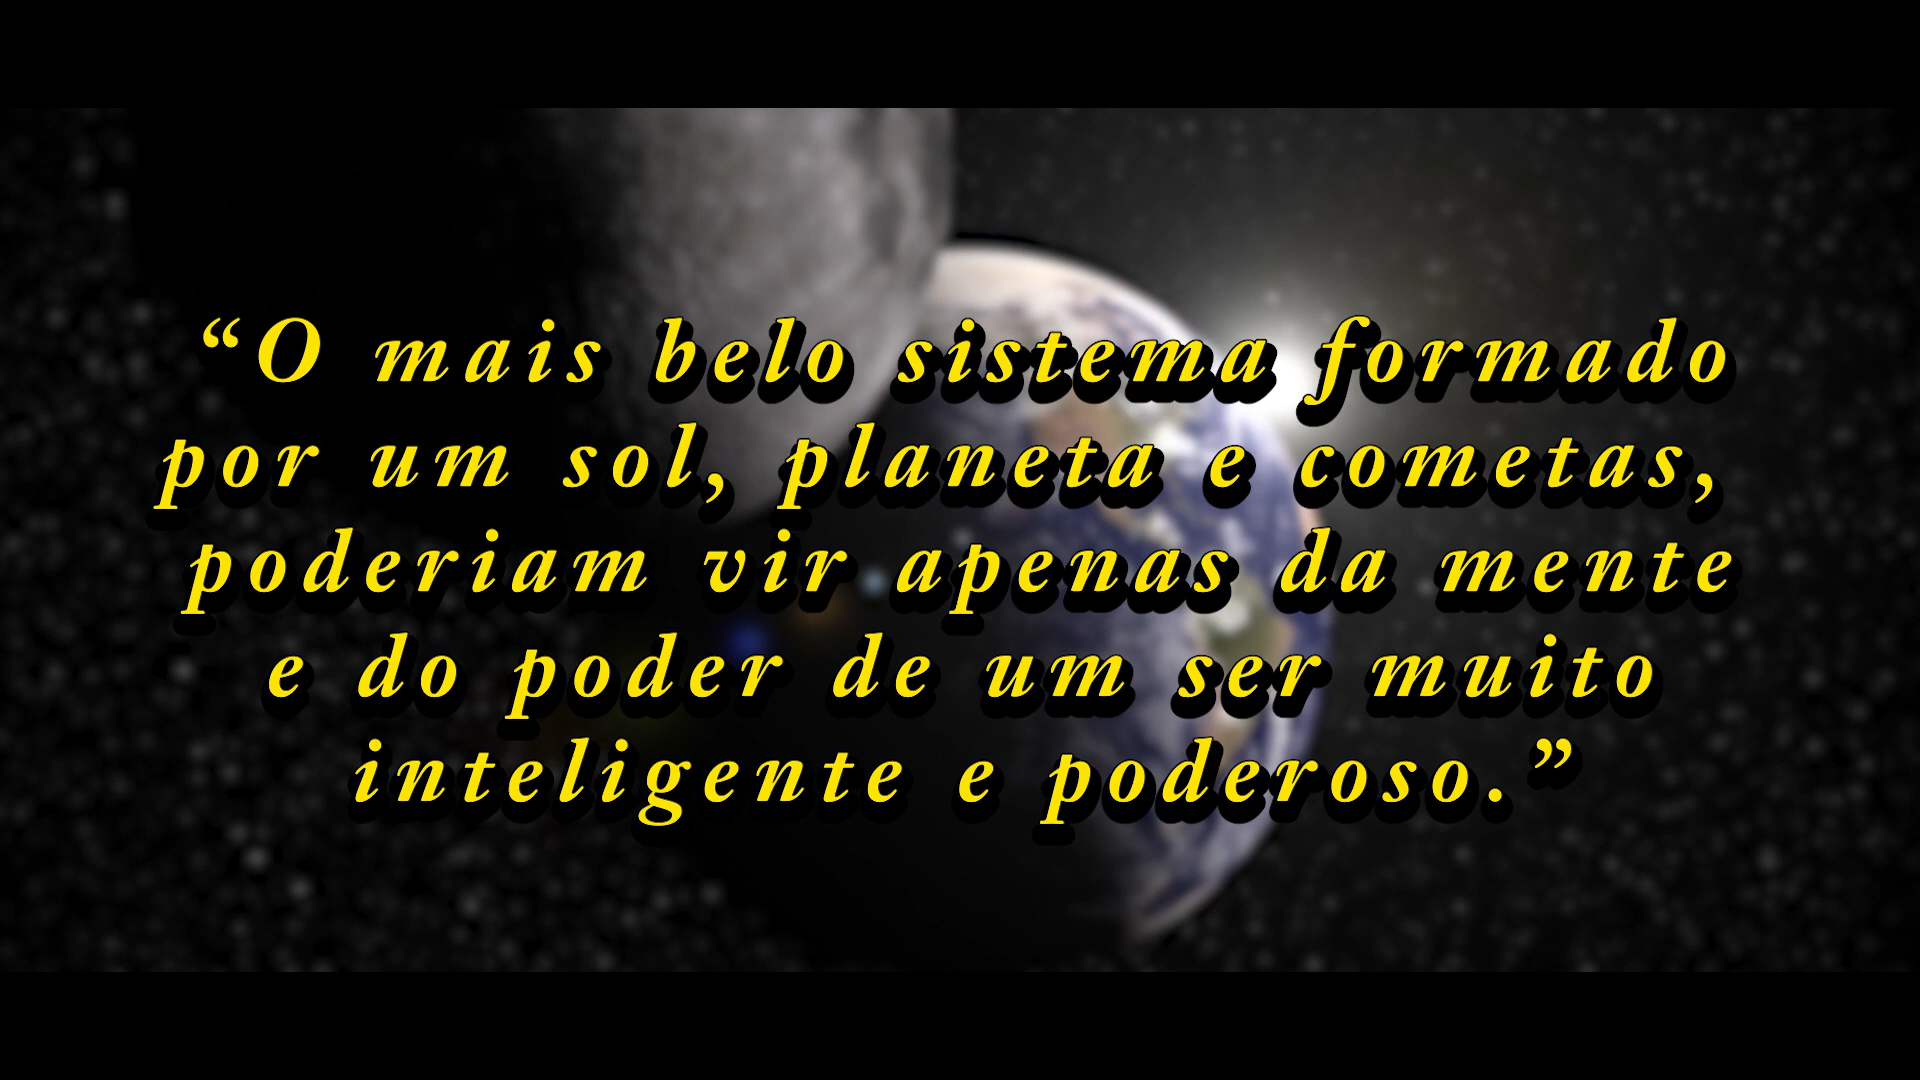 “O mais belo sistema formado
por um sol, planeta e cometas,
poderiam vir apenas da mente
e do poder de um ser muito
inteligente e poderoso.”